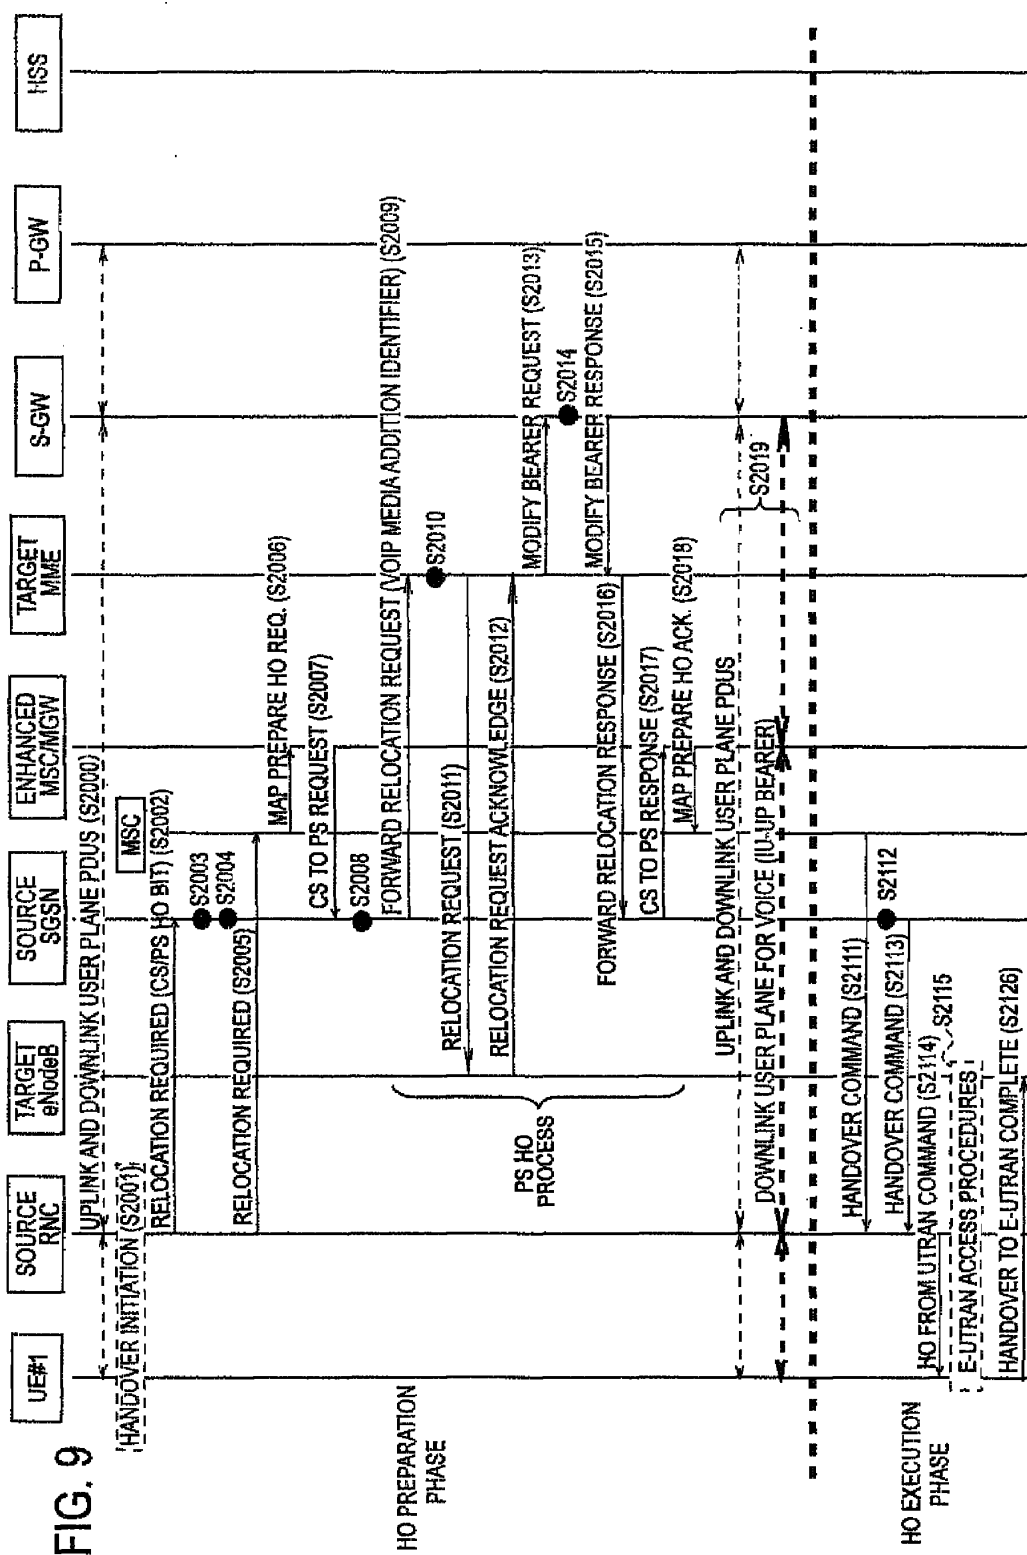 FIG. 9
UE#1
SOURCE
RNC
TARGET
eNodeB
SOURCE
SGSN
MSC
ENHANCED
MSC/MGW
TARGET
MME
S-GW
P-GW
HSS
UPLINK AND DOWNLINK USER PLANE PDUS (S2000)
HANDOVER INITIATION (S2001)
RELOCATION REQUIRED (CS/PS HO BIT) (S2002)
S2003
S2004
RELOCATION REQUIRED (S2005)
MAP PREPARE HO REQ. (S2006)
CS TO PS REQUEST (S2007)
S2008
FORWARD RELOCATION REQUEST (VOIP MEDIA ADDITION IDENTIFIER) (S2009)
S2010
RELOCATION REQUEST (S2011)
RELOCATION REQUEST ACKNOWLEDGE (S2012)
PS HO
PROCESS
MODIFY BEARER REQUEST (S2013)
S2014
MODIFY BEARER RESPONSE (S2015)
FORWARD RELOCATION RESPONSE (S2016)
CS TO PS RESPONSE (S2017)
MAP PREPARE HO ACK. (S2018)
UPLINK AND DOWNLINK USER PLANE PDUS
S2019
DOWNLINK USER PLANE FOR VOICE (IU-UP BEARER)
HO PREPARATION
PHASE
HO EXECUTION
PHASE
HANDOVER COMMAND (S2111)
S2112
HANDOVER COMMAND (S2113)
HO FROM UTRAN COMMAND (S2114)
S2115
E-UTRAN ACCESS PROCEDURES
HANDOVER TO E-UTRAN COMPLETE (S2126)